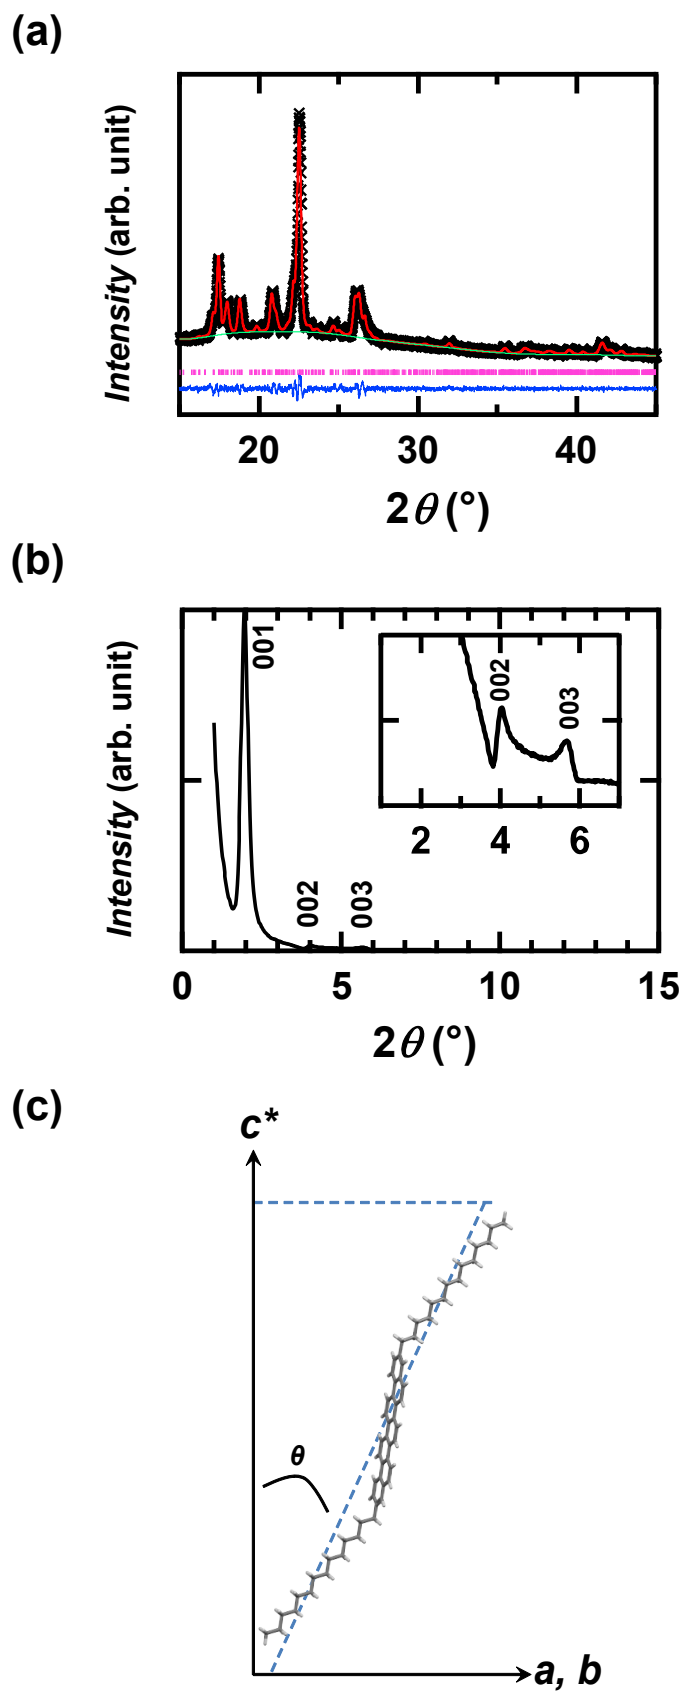 (a)
Intensity (arb. unit)
20 30 40
2θ (°)
(b)
Intensity (arb. unit)
001
002
003
002
003
2 4 6
0 5 10 15
2θ (°)
(c)
c*
θ
a, b